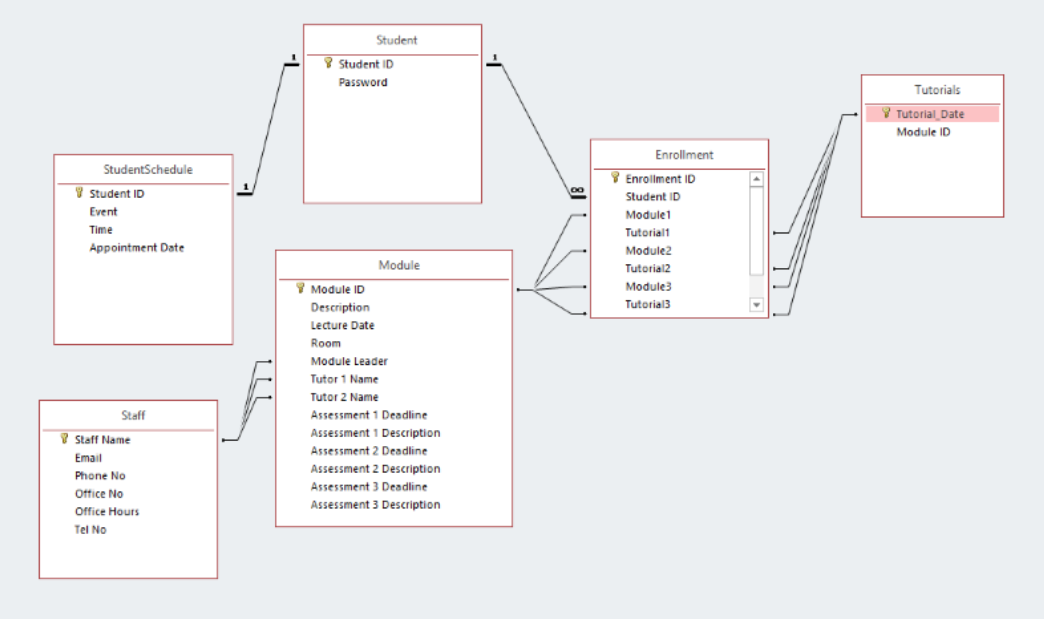 Student
Student ID
Password
1
1
Tutorials
Tutorial_Date
Module ID
Enrollment
Enrollment ID
Student ID
Module1
Tutorial1
Module2
Tutorial2
Module3
Tutorial3
∞
StudentSchedule
Student ID
Event
Time
Appointment Date
1
Module
Module ID
Description
Lecture Date
Room
Module Leader
Tutor 1 Name
Tutor 2 Name
Assessment 1 Deadline
Assessment 1 Description
Assessment 2 Deadline
Assessment 2 Description
Assessment 3 Deadline
Assessment 3 Description
Staff
Staff Name
Email
Phone No
Office No
Office Hours
Tel No